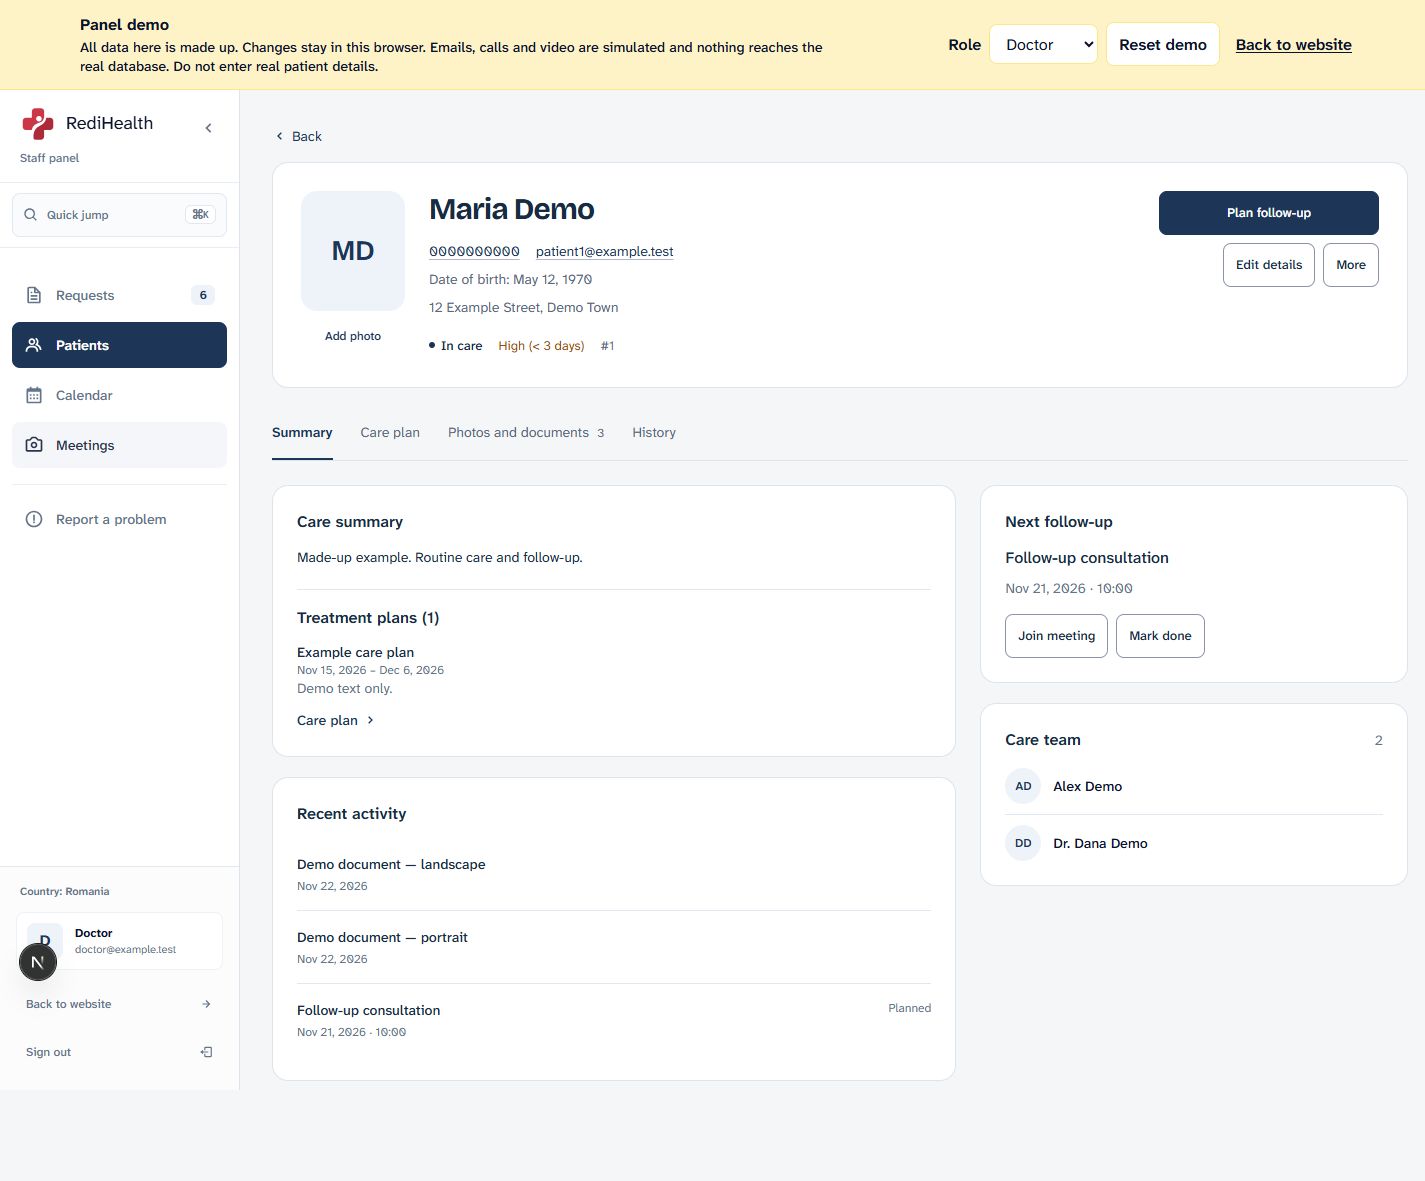 Panel demo
All data here is made up. Changes stay in this browser. Emails, calls and video are simulated and nothing reaches the
real database. Do not enter real patient details.
Role
Doctor
Reset demo
Back to website
RediHealth
Staff panel
Quick jump
⌘K
Requests
6
Patients
Calendar
Meetings
Report a problem
Country: Romania
D
Doctor
doctor@example.test
N
Back to website
Sign out
Back
MD
Add photo
Maria Demo
0000000000 patient1@example.test
Date of birth: May 12, 1970
12 Example Street, Demo Town
In care High (< 3 days) #1
Plan follow-up
Edit details
More
Summary
Care plan
Photos and documents 3
History
Care summary
Made-up example. Routine care and follow-up.
Treatment plans (1)
Example care plan
Nov 15, 2026 – Dec 6, 2026
Demo text only.
Care plan
Recent activity
Demo document — landscape
Nov 22, 2026
Demo document — portrait
Nov 22, 2026
Follow-up consultation
Planned
Nov 21, 2026 · 10:00
Next follow-up
Follow-up consultation
Nov 21, 2026 · 10:00
Join meeting
Mark done
Care team
2
AD
Alex Demo
DD
Dr. Dana Demo